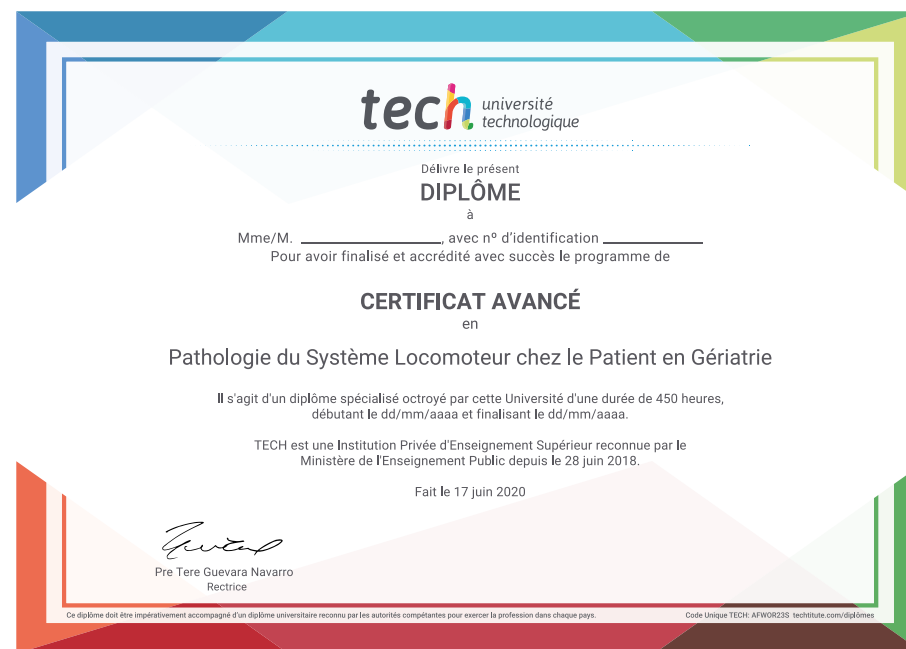 tech université
technologique
Délivre le présent
DIPLÔME
à
Mme/M. ____________________, avec nº d'identification ______________
Pour avoir finalisé et accrédité avec succès le programme de
CERTIFICAT AVANCÉ
en
Pathologie du Système Locomoteur chez le Patient en Gériatrie
Il s'agit d'un diplôme spécialisé octroyé par cette Université d'une durée de 450 heures,
débutant le dd/mm/aaaa et finalisant le dd/mm/aaaa.
TECH est une Institution Privée d'Enseignement Supérieur reconnue par le
Ministère de l'Enseignement Public depuis le 28 juin 2018.
Fait le 17 juin 2020
Pre Tere Guevara Navarro
Rectrice
Ce diplôme doit être impérativement accompagné d'un diplôme universitaire reconnu par les autorités compétantes pour exercer la profession dans chaque pays.
Code Unique TECH: AFWOR23S techtitute.com/diplômes